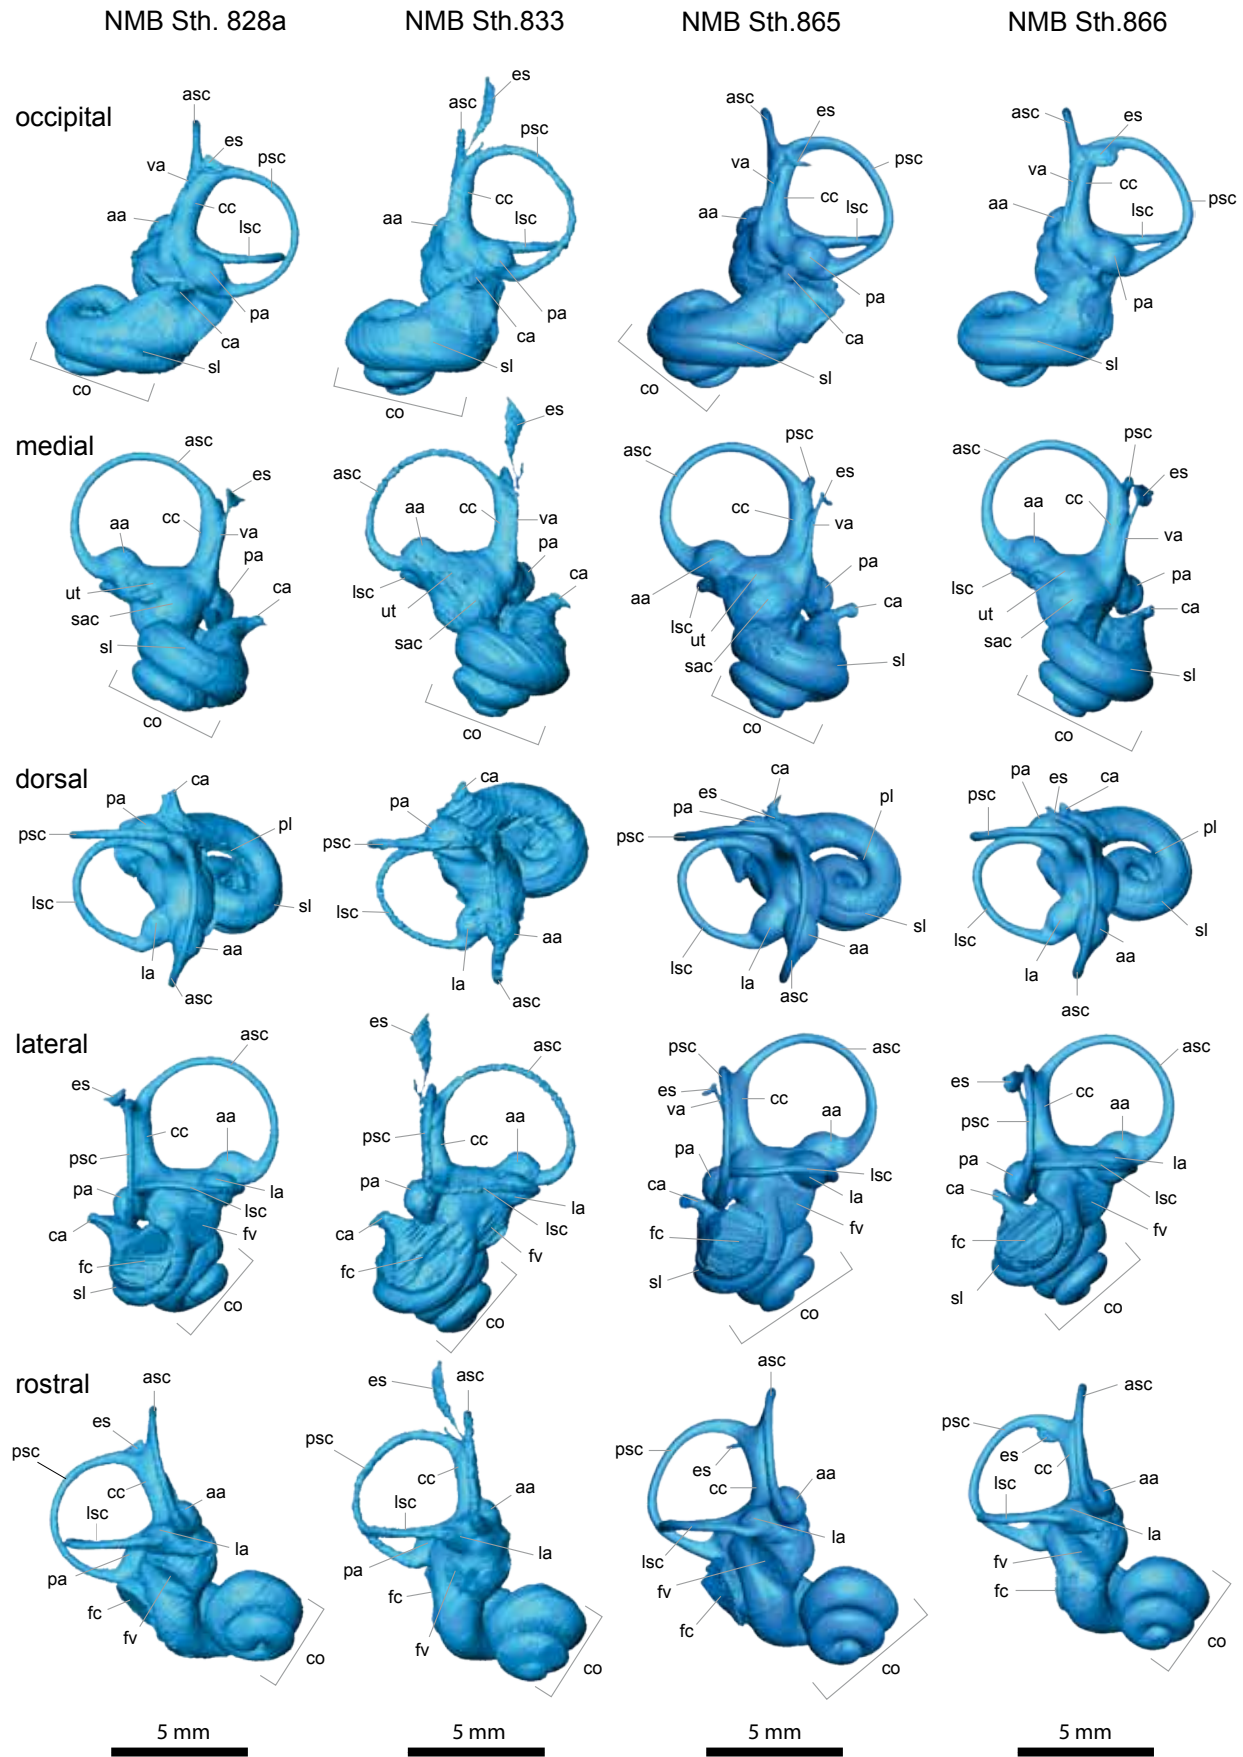 NMB Sth. 828a NMB Sth.833 NMB Sth.865 NMB Sth.866
occipital
asc es va psc cc aa lsc pa ca sl co
es asc psc cc aa lsc pa ca sl co
asc es va psc cc aa lsc pa ca sl co
asc es va cc psc aa lsc pa sl co
medial
asc es aa cc va pa ut ca sac sl co
es asc aa cc va pa ca lsc ut sac co
psc asc es cc va pa aa ca lsc ut sac sl co
psc asc es cc aa va lsc pa ut ca sac sl co
dorsal
ca pa psc pl lsc sl aa la asc
ca pa psc lsc aa la asc
ca es pa pl psc sl aa lsc la asc
pa es ca psc pl sl lsc aa la asc
lateral
asc es aa cc psc pa la lsc ca fv fc sl co
es asc aa psc cc pa la lsc ca fv fc co
psc asc es va cc aa pa lsc ca la fv fc sl co
asc es cc aa psc pa la ca lsc fv fc sl co
rostral
asc es psc cc aa lsc la pa fc fv co
es asc psc cc aa lsc la pa fc fv co
asc psc es aa cc la lsc fv fc co
asc psc es cc lsc aa la fv fc co
5 mm 5 mm 5 mm 5 mm